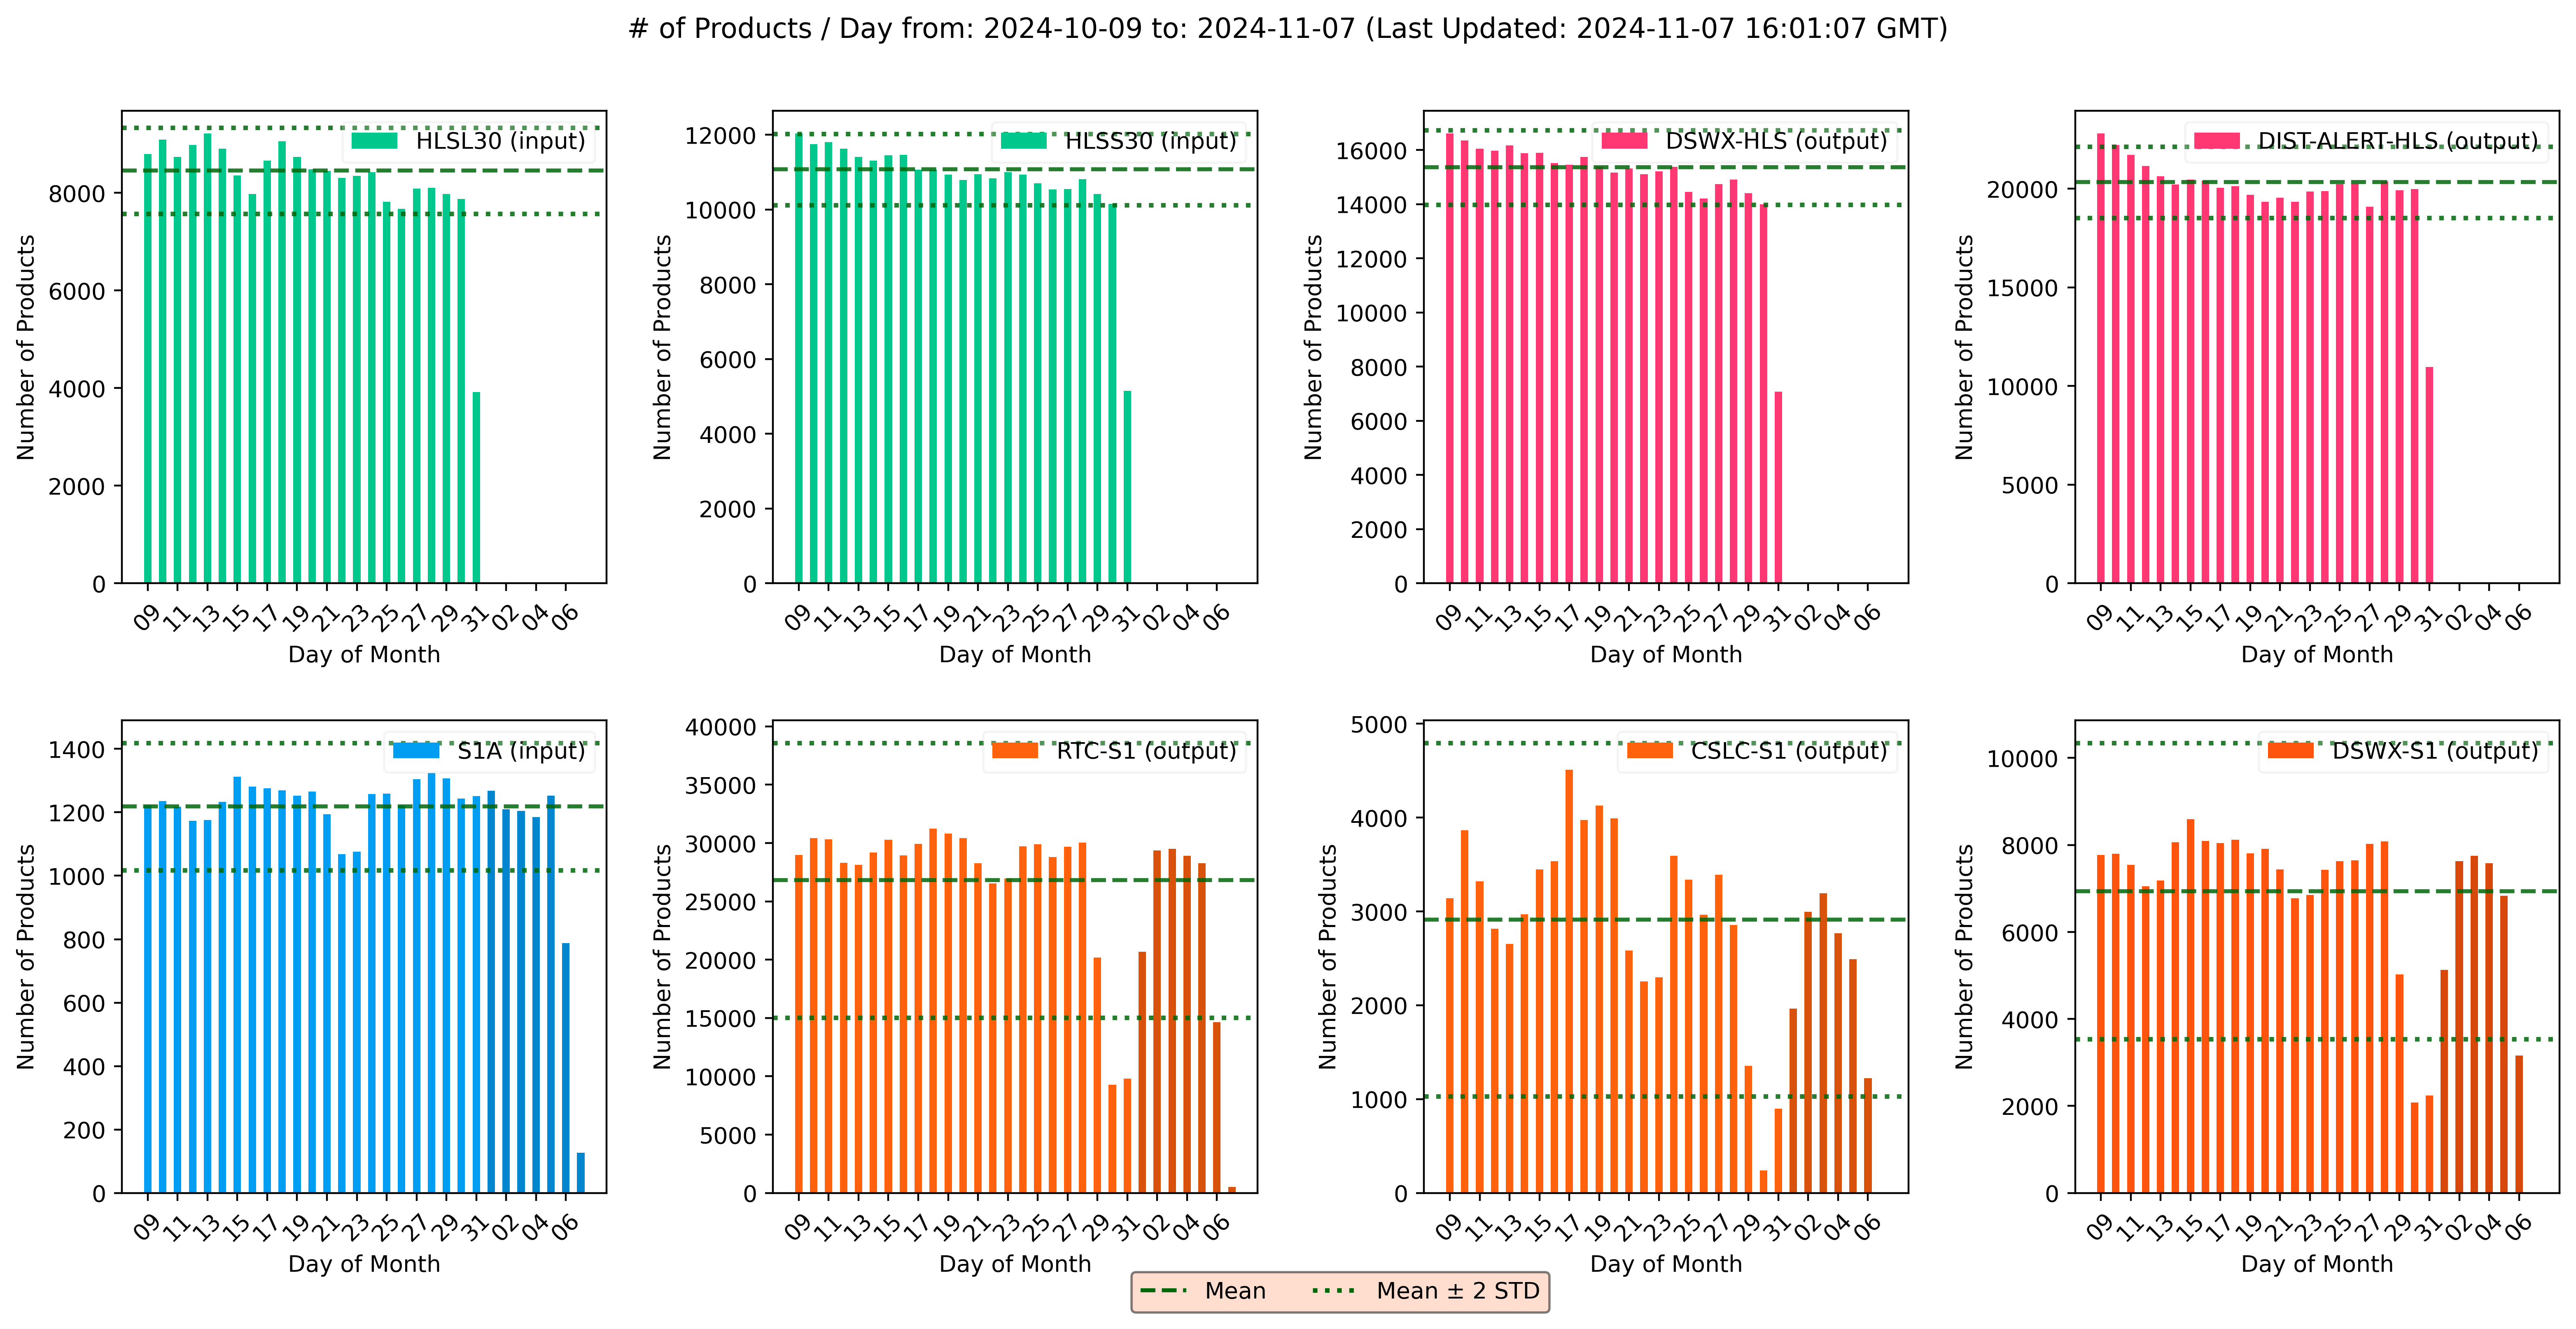 # of Products / Day from: 2024-10-09 to: 2024-11-07 (Last Updated: 2024-11-07 16:01:07 GMT)
HLSL30 (input)
Number of Products
8000
6000
4000
2000
0
09 11 13 15 17 19 21 23 25 27 29 31 02 04 06
Day of Month
HLSS30 (input)
Number of Products
12000
10000
8000
6000
4000
2000
0
09 11 13 15 17 19 21 23 25 27 29 31 02 04 06
Day of Month
DSWX-HLS (output)
Number of Products
16000
14000
12000
10000
8000
6000
4000
2000
0
09 11 13 15 17 19 21 23 25 27 29 31 02 04 06
Day of Month
DIST-ALERT-HLS (output)
Number of Products
20000
15000
10000
5000
0
09 11 13 15 17 19 21 23 25 27 29 31 02 04 06
Day of Month
S1A (input)
Number of Products
1400
1200
1000
800
600
400
200
0
09 11 13 15 17 19 21 23 25 27 29 31 02 04 06
Day of Month
RTC-S1 (output)
Number of Products
40000
35000
30000
25000
20000
15000
10000
5000
0
09 11 13 15 17 19 21 23 25 27 29 31 02 04 06
Day of Month
CSLC-S1 (output)
Number of Products
5000
4000
3000
2000
1000
0
09 11 13 15 17 19 21 23 25 27 29 31 02 04 06
Day of Month
DSWX-S1 (output)
Number of Products
10000
8000
6000
4000
2000
0
09 11 13 15 17 19 21 23 25 27 29 31 02 04 06
Day of Month
Mean Mean ± 2 STD